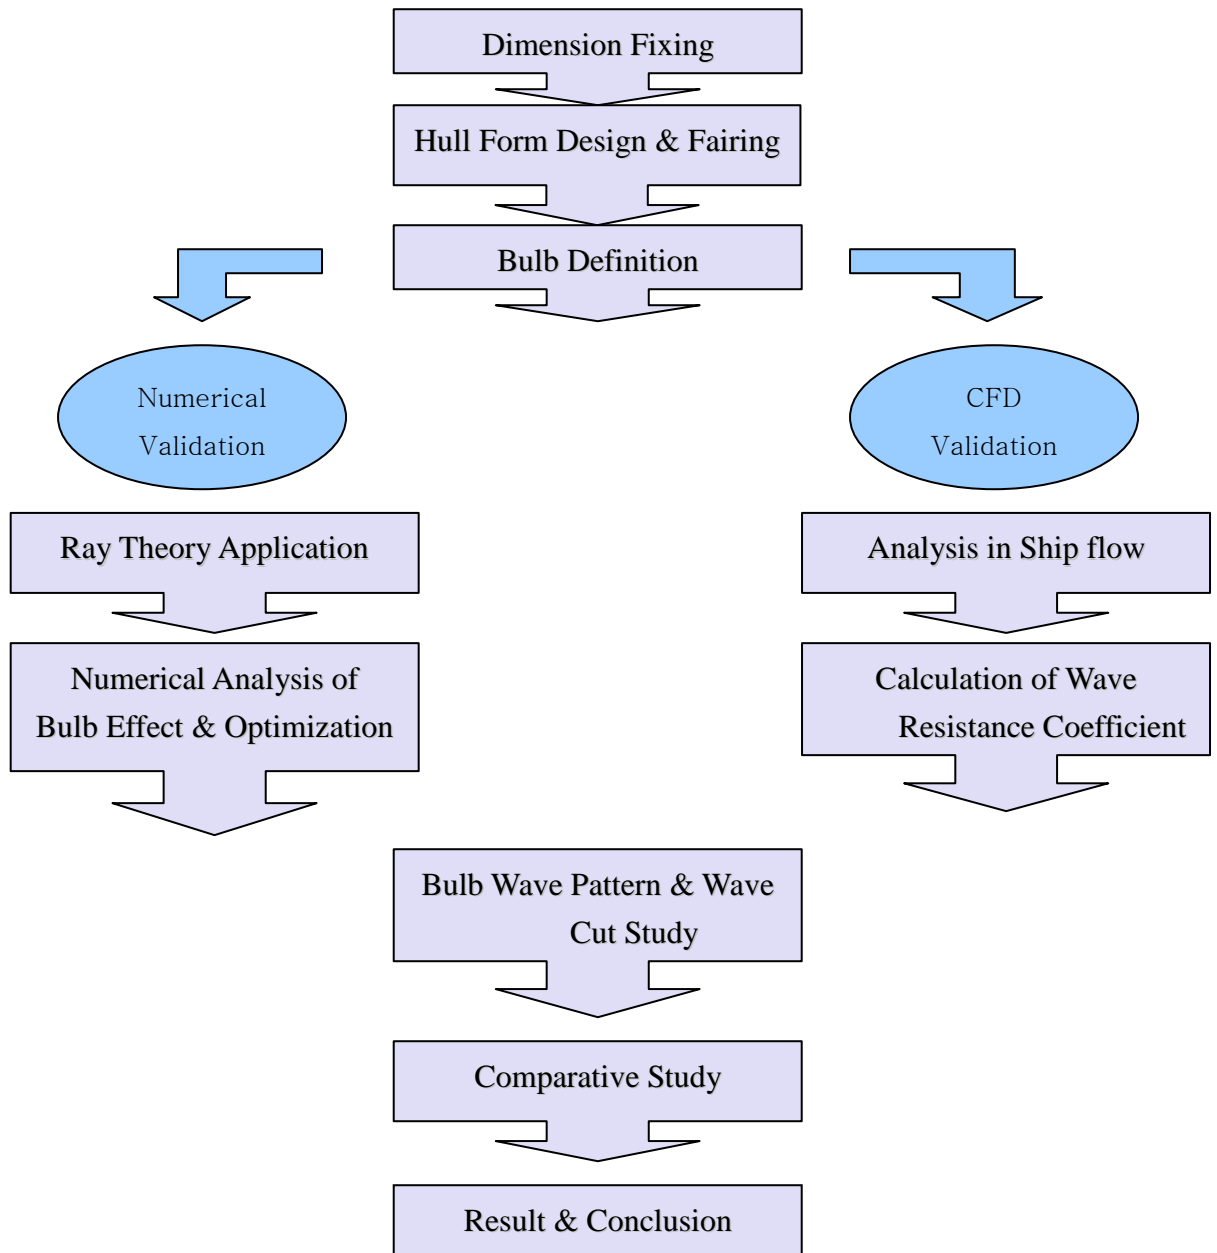 Dimension Fixing
Hull Form Design & Fairing
Bulb Definition
Numerical
Validation
CFD
Validation
Ray Theory Application
Analysis in Ship flow
Numerical Analysis of
Bulb Effect & Optimization
Calculation of Wave
Resistance Coefficient
Bulb Wave Pattern & Wave
Cut Study
Comparative Study
Result & Conclusion